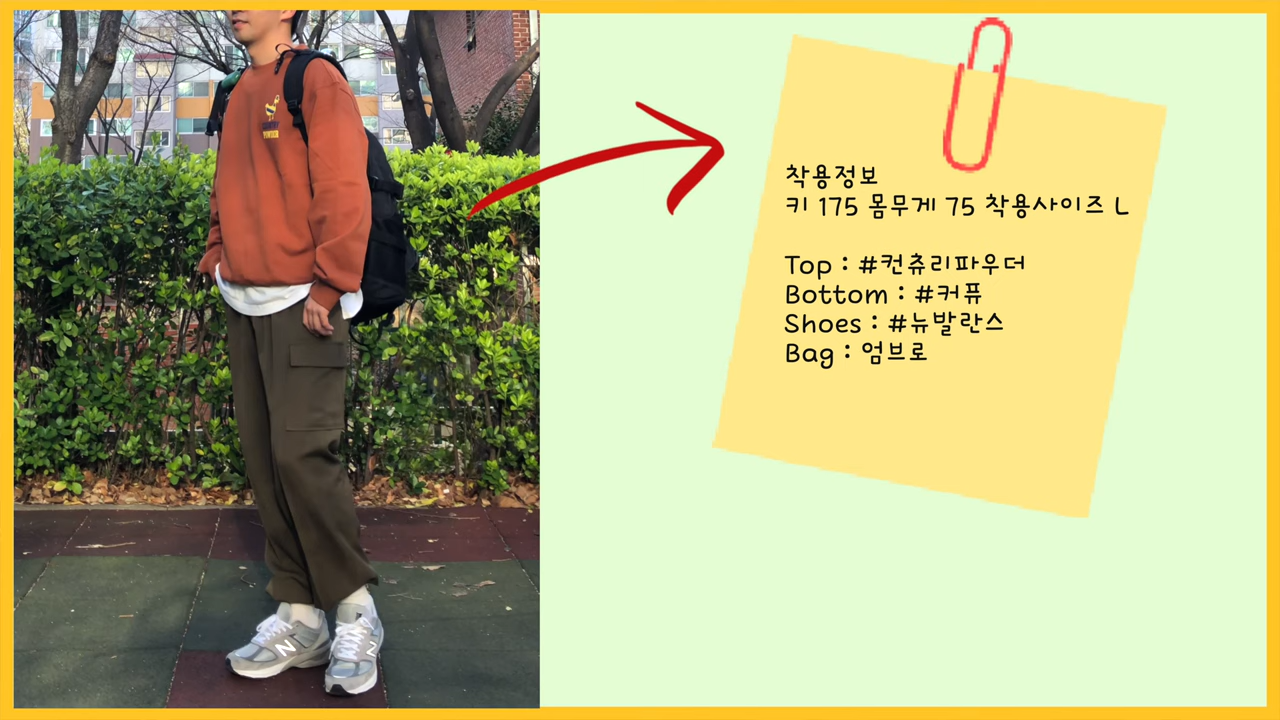 착용정보
키 175 몸무게 75 착용사이즈 L
Top : #컨츄리파우더
Bottom : #커퓨
Shoes : #뉴발란스
Bag : 엄브로
N
N